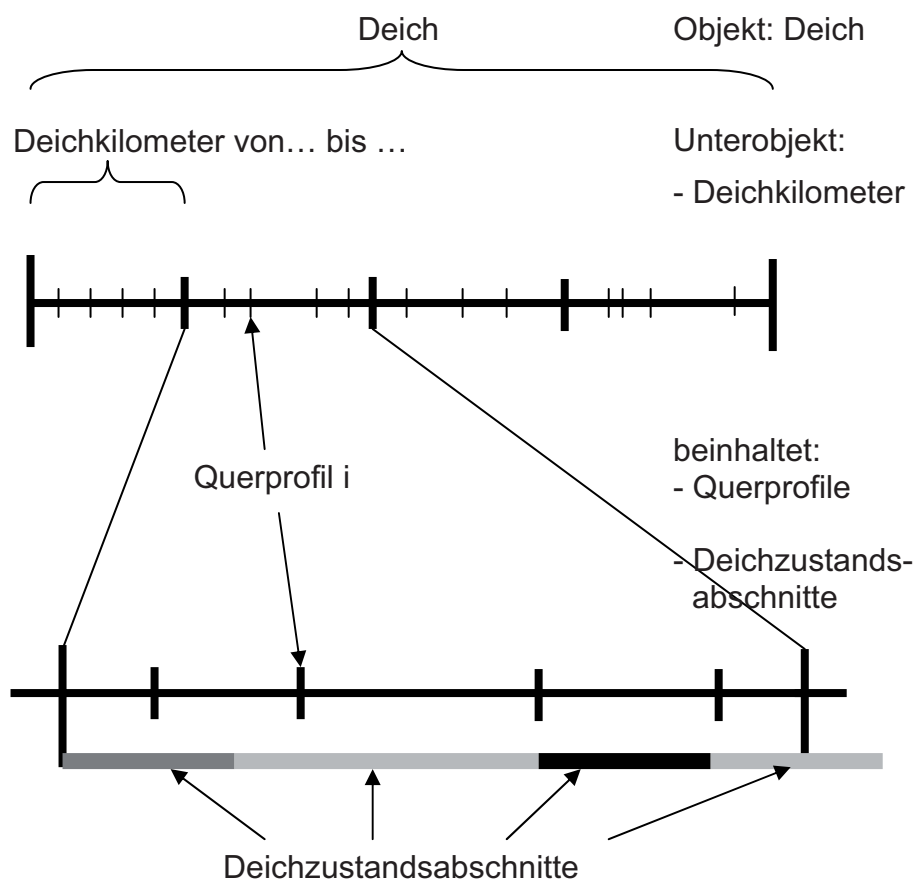 Deich
Objekt: Deich
Deichkilometer von… bis …
Unterobjekt:
- Deichkilometer
Querprofil i
beinhaltet:
- Querprofile
- Deichzustands-
abschnitte
Deichzustandsabschnitte